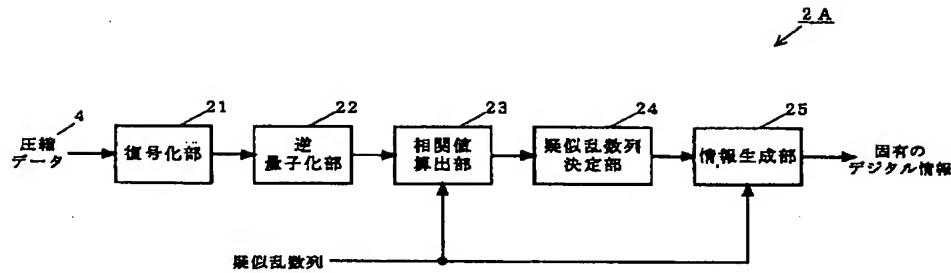 2A
4
圧縮
データ
21
復号化部
22
逆
量子化部
23
相関値
算出部
24
疑似乱数列
決定部
25
情報生成部
固有の
デジタル情報
疑似乱数列